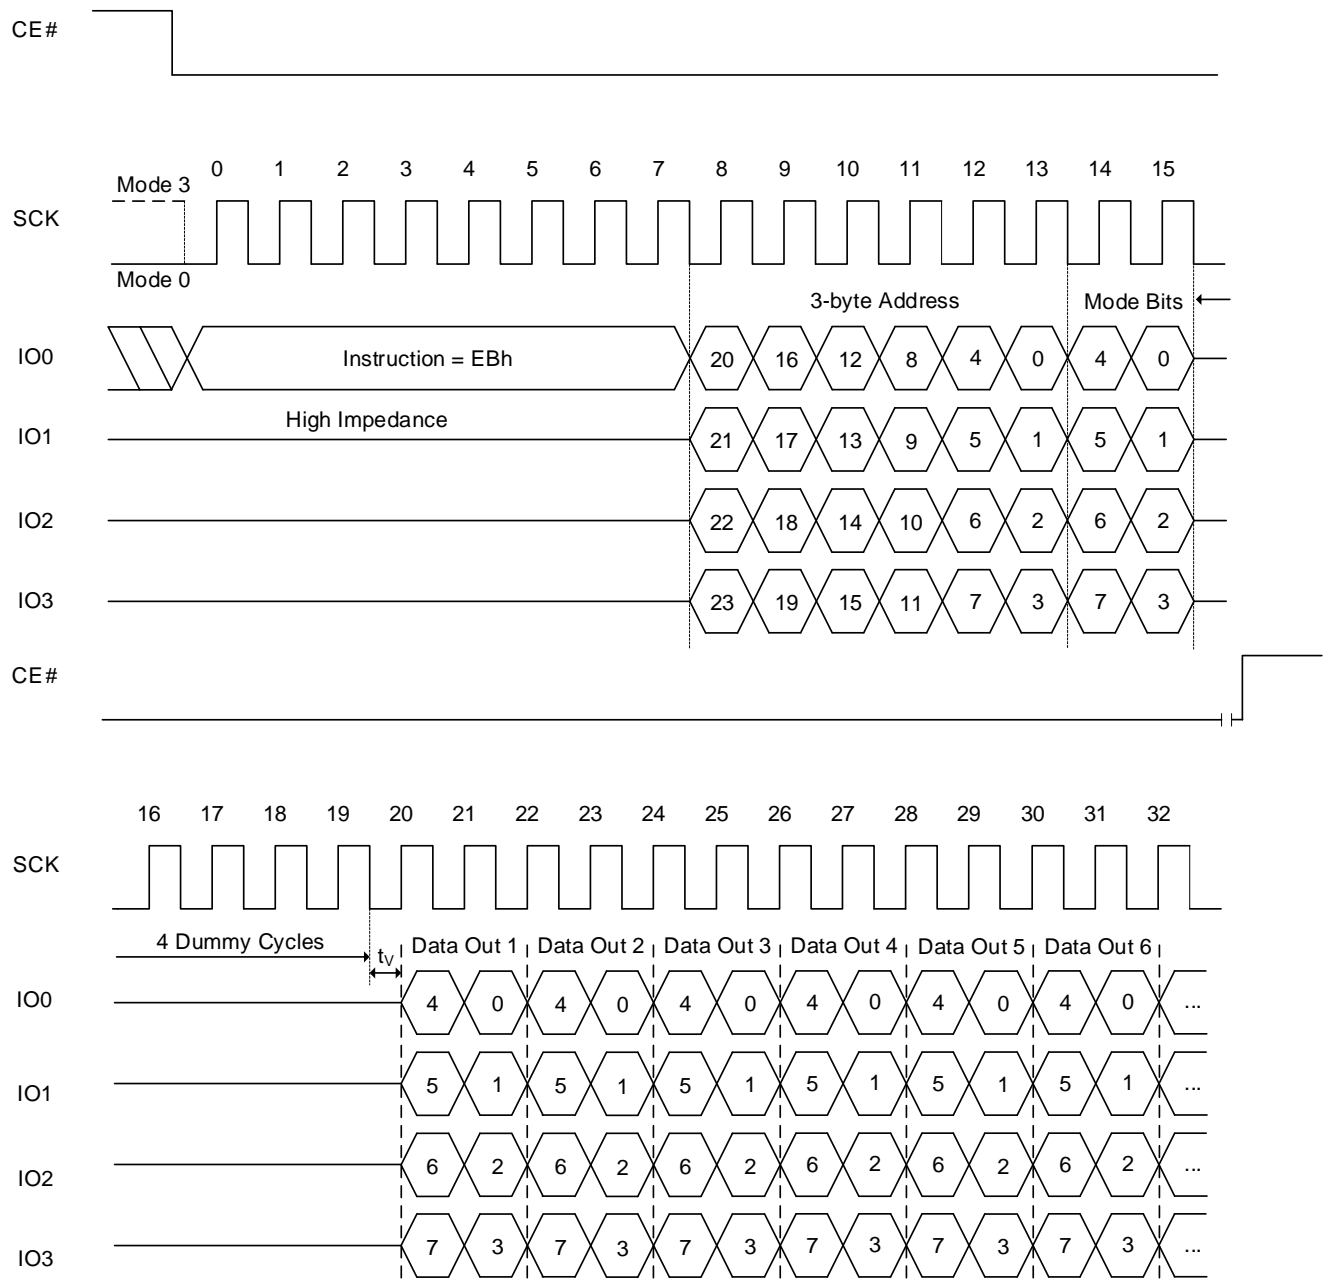 CE#
0 1 2 3 4 5 6 7 8 9 10 11 12 13 14 15
Mode 3
SCK
Mode 0
3-byte Address Mode Bits
IO0 Instruction = EBh 20 16 12 8 4 0 4 0
High Impedance
IO1 21 17 13 9 5 1 5 1
IO2 22 18 14 10 6 2 6 2
IO3 23 19 15 11 7 3 7 3
CE#
16 17 18 19 20 21 22 23 24 25 26 27 28 29 30 31 32
SCK
4 Dummy Cycles tV Data Out 1 Data Out 2 Data Out 3 Data Out 4 Data Out 5 Data Out 6
IO0 4 0 4 0 4 0 4 0 4 0 4 0 ...
IO1 5 1 5 1 5 1 5 1 5 1 5 1 ...
IO2 6 2 6 2 6 2 6 2 6 2 6 2 ...
IO3 7 3 7 3 7 3 7 3 7 3 7 3 ...